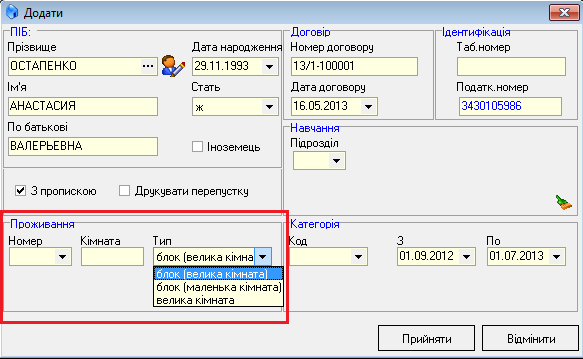 Додати
ПІБ:
Прізвище
ОСТАПЕНКО ...
Дата народження
29.11.1993
Ім'я
АНАСТАСИЯ
Стать
ж
По батькові
ВАЛЕРЬЕВНА
Іноземець
Договір
Номер договору
13/1-100001
Дата договору
16.05.2013
Ідентифікація
Таб.номер
Податк.номер
3430105986
Навчання
Підрозділ
З пропискою
Друкувати перепустку
Проживання
Номер Кімната Тип
блок (велика кімна
блок (велика кімната)
блок (маленька кімната)
велика кімната
Категорія
Код З По
01.09.2012 01.07.2013
Прийняти Відмінити